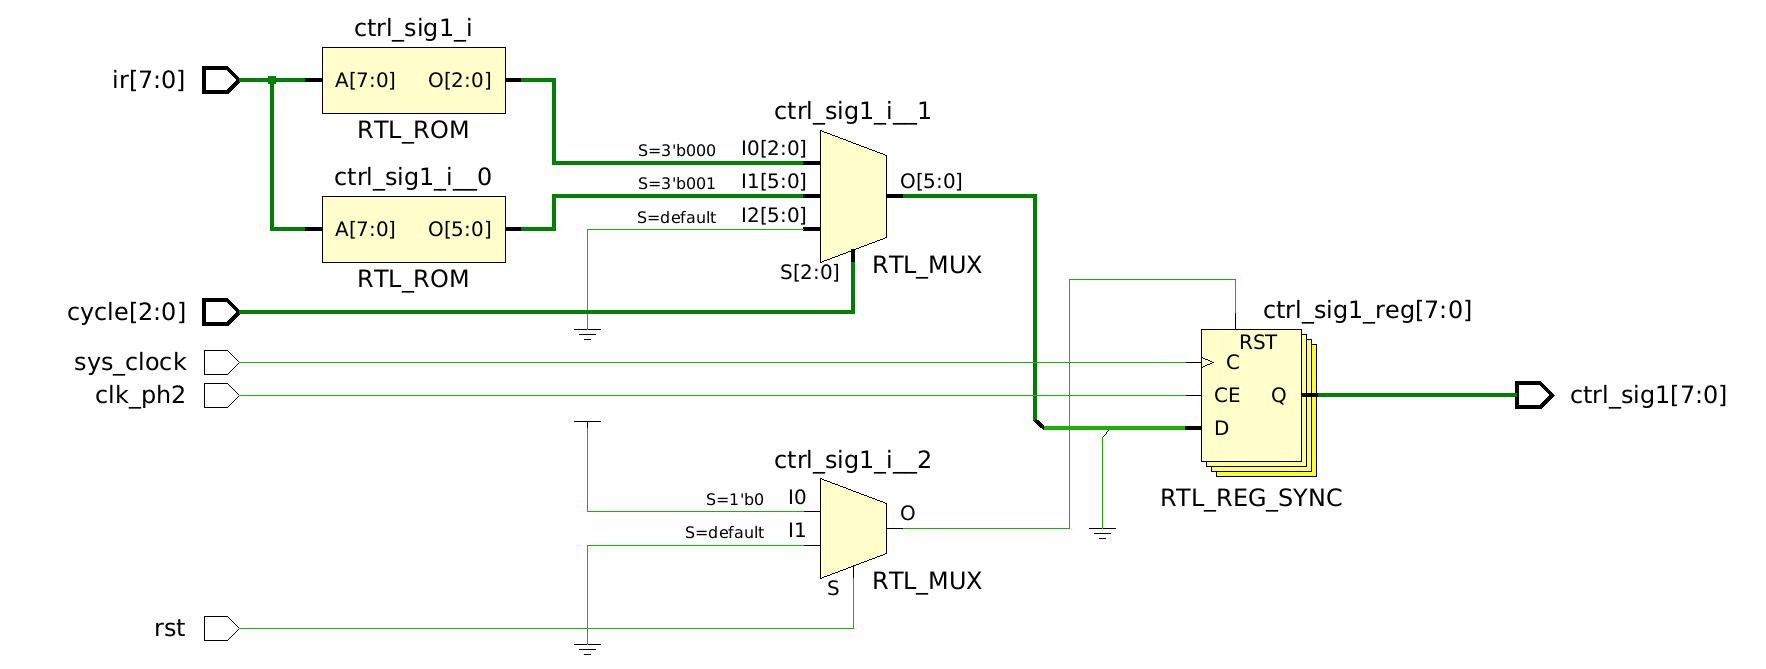 ctrl_sig1_i
ir[7:0]
A[7:0] O[2:0]
RTL_ROM
ctrl_sig1_i__0
A[7:0] O[5:0]
RTL_ROM
ctrl_sig1_i__1
S=3'b000 I0[2:0]
S=3'b001 I1[5:0]
S=default I2[5:0]
O[5:0]
S[2:0]
RTL_MUX
cycle[2:0]
sys_clock
clk_ph2
ctrl_sig1_reg[7:0]
RST
C
CE Q
D
RTL_REG_SYNC
ctrl_sig1[7:0]
ctrl_sig1_i__2
S=1'b0 I0
S=default I1
O
S
RTL_MUX
rst